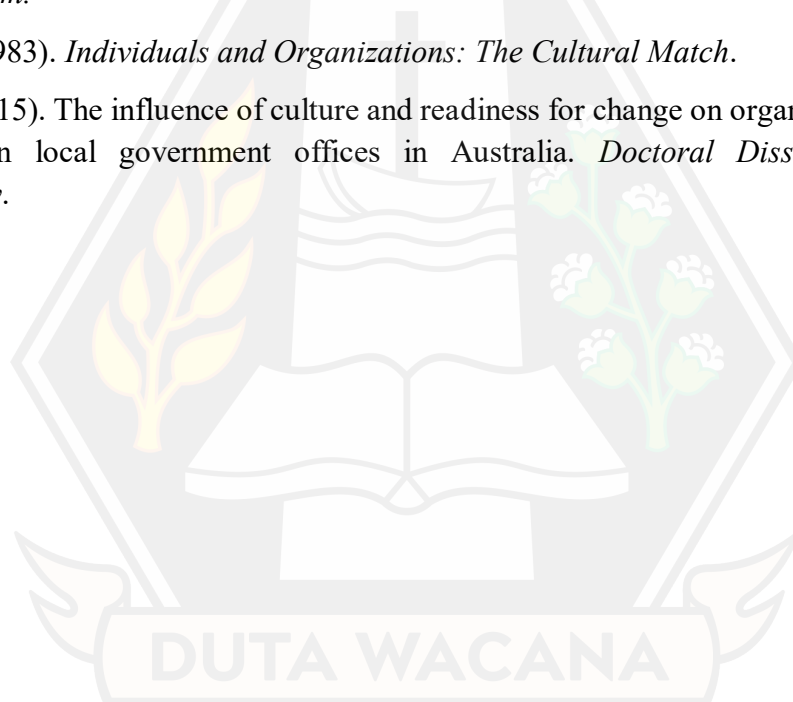 m.
983). Individuals and Organizations: The Cultural Match.
15). The influence of culture and readiness for change on organ
n local government offices in Australia. Doctoral Diss
.
DUTA WACANA